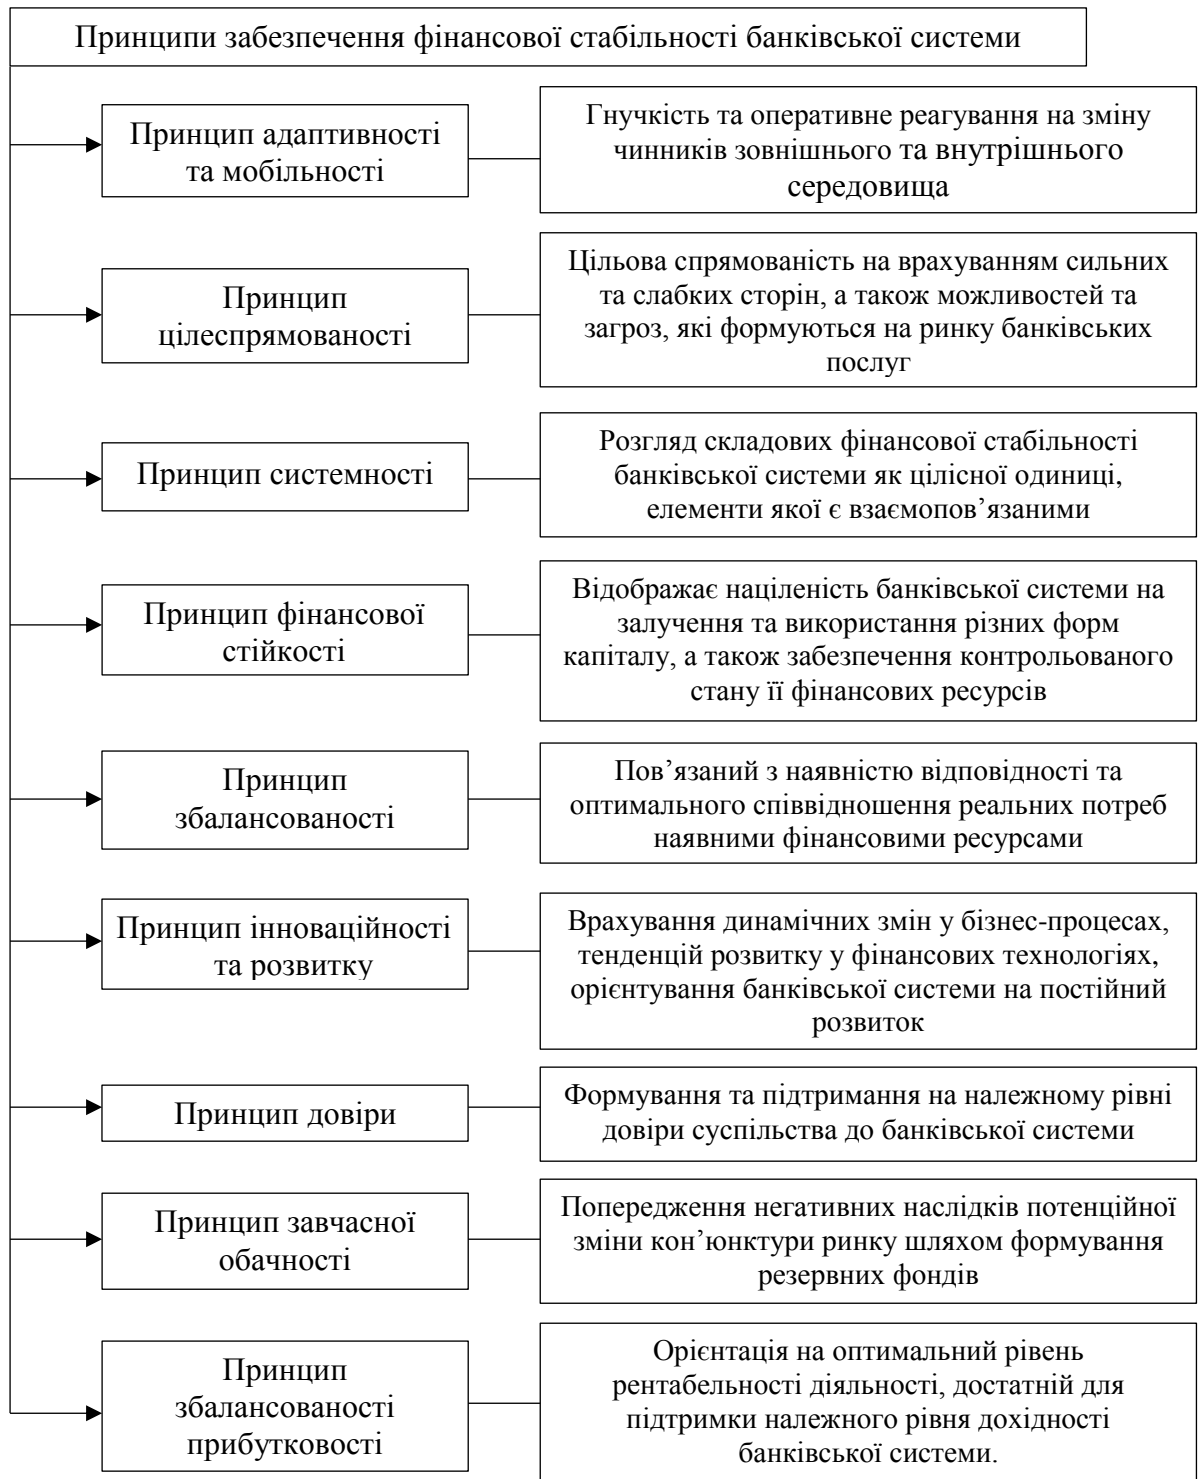 Принципи забезпечення фінансової стабільності банківської системи
Принцип адаптивності
та мобільності
Гнучкість та оперативне реагування на зміну
чинників зовнішнього та внутрішнього
середовища
Принцип
цілеспрямованості
Цільова спрямованість на врахуванням сильних
та слабких сторін, а також можливостей та
загроз, які формуються на ринку банківських
послуг
Принцип системності
Розгляд складових фінансової стабільності
банківської системи як цілісної одиниці,
елементи якої є взаємопов’язаними
Принцип фінансової
стійкості
Відображає націленість банківської системи на
залучення та використання різних форм
капіталу, а також забезпечення контрольованого
стану її фінансових ресурсів
Принцип
збалансованості
Пов’язаний з наявністю відповідності та
оптимального співвідношення реальних потреб
наявними фінансовими ресурсами
Принцип інноваційності
та розвитку
Врахування динамічних змін у бізнес-процесах,
тенденцій розвитку у фінансових технологіях,
орієнтування банківської системи на постійний
розвиток
Принцип довіри
Формування та підтримання на належному рівні
довіри суспільства до банківської системи
Принцип завчасної
обачності
Попередження негативних наслідків потенційної
зміни кон’юнктури ринку шляхом формування
резервних фондів
Принцип
збалансованості
прибутковості
Орієнтація на оптимальний рівень
рентабельності діяльності, достатній для
підтримки належного рівня дохідності
банківської системи.